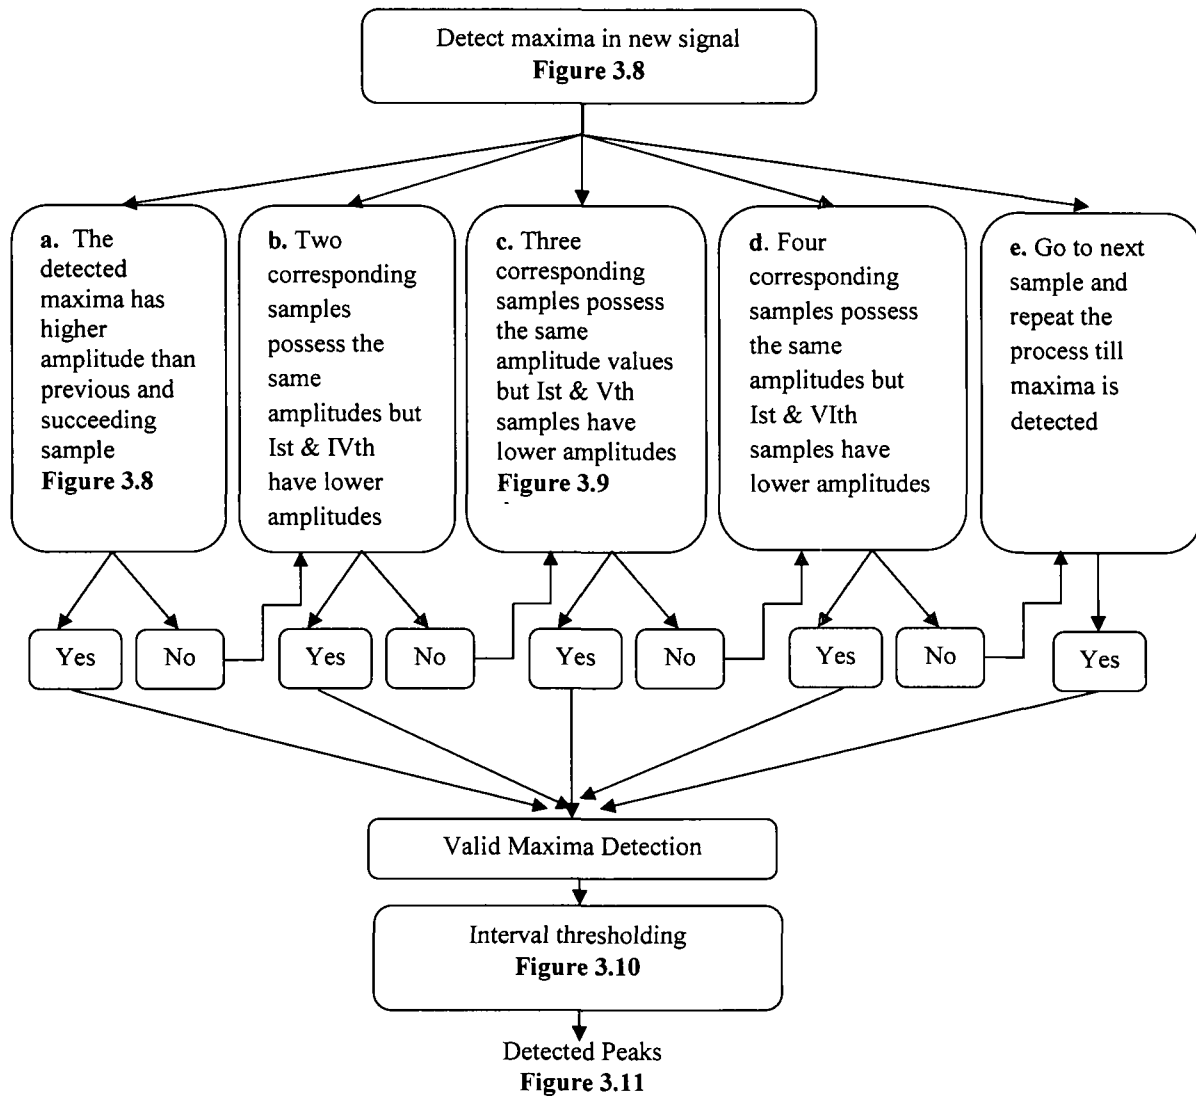 Detect maxima in new signal
Figure 3.8
a. The
detected
maxima has
higher
amplitude than
previous and
succeeding
sample
Figure 3.8
b. Two
corresponding
samples
possess the
same
amplitudes but
Ist & IVth
have lower
amplitudes
c. Three
corresponding
samples possess
the same
amplitude values
but Ist & Vth
samples have
lower amplitudes
Figure 3.9
d. Four
corresponding
samples possess
the same
amplitudes but
Ist & VIth
samples have
lower amplitudes
e. Go to next
sample and
repeat the
process till
maxima is
detected
Yes
No
Yes
No
Yes
No
Yes
No
Yes
Valid Maxima Detection
Interval thresholding
Figure 3.10
Detected Peaks
Figure 3.11